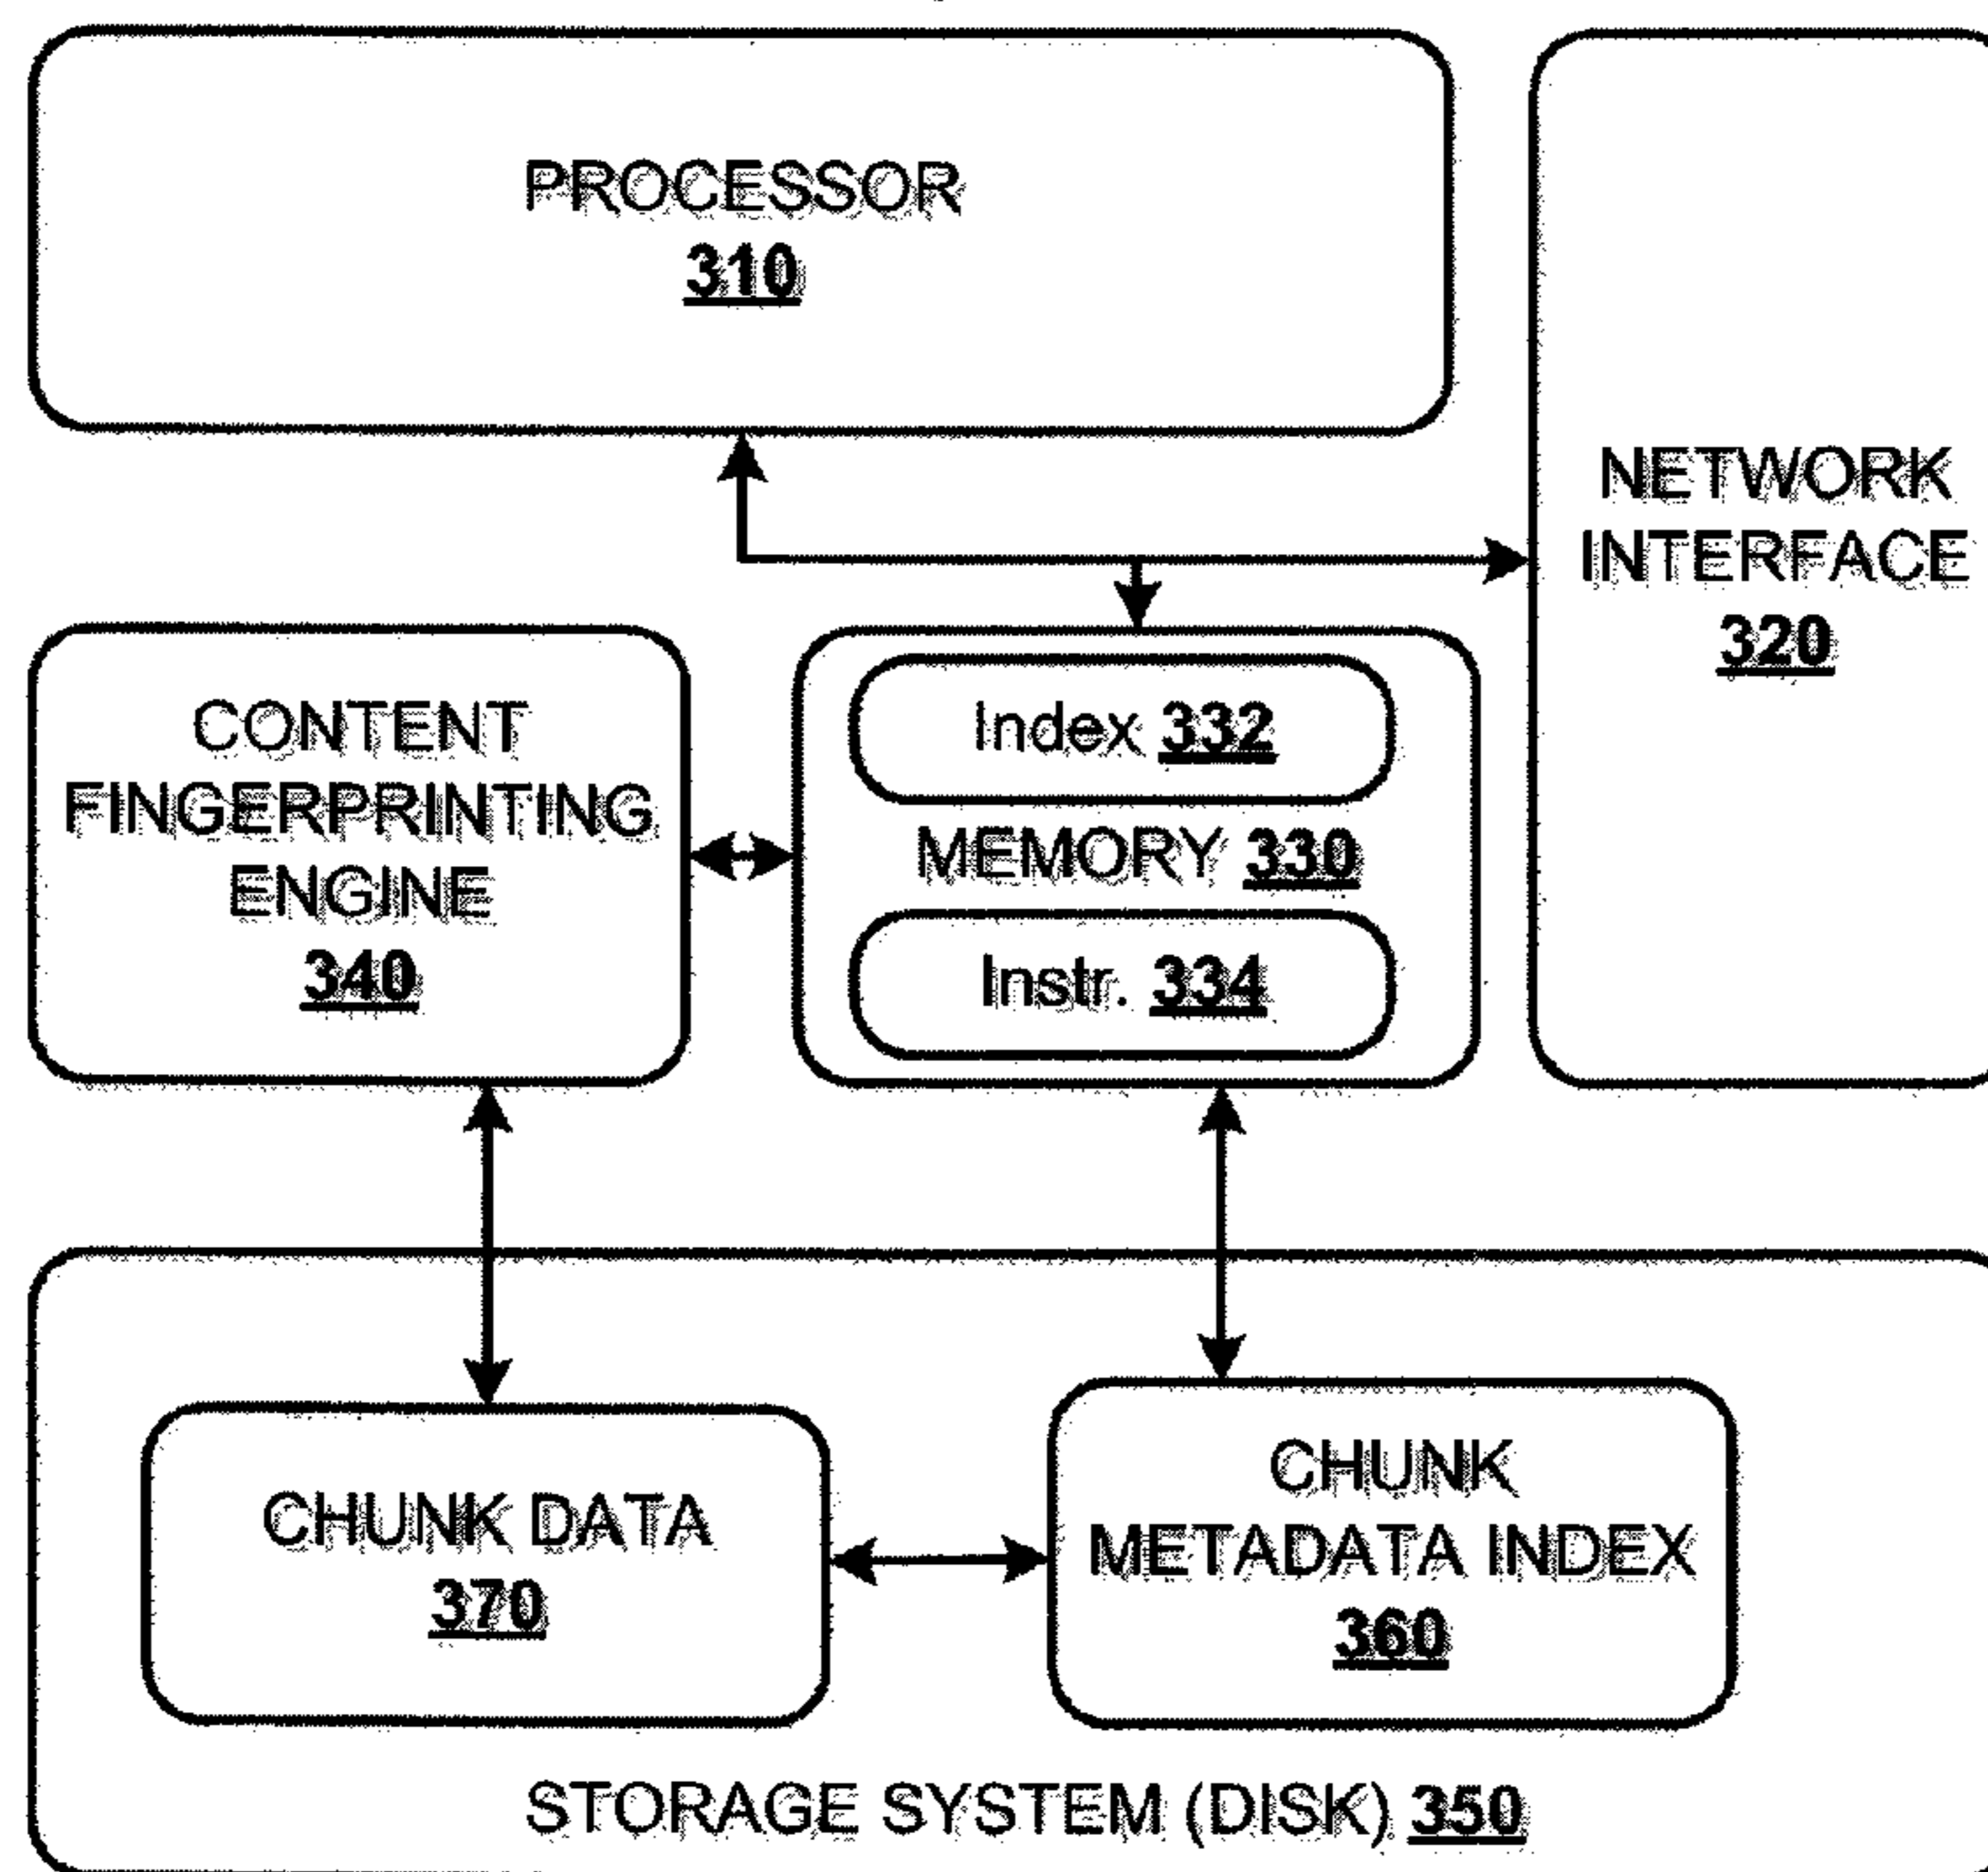 PROCESSOR
310
NETWORK
INTERFACE
320
CONTENT
FINGERPRINTING
ENGINE
340
Index 332
MEMORY 330
Instr. 334
CHUNK DATA
370
CHUNK
METADATA INDEX
360
STORAGE SYSTEM (DISK) 350